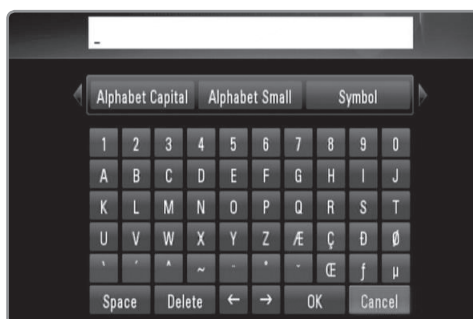 _
Alphabet Capital Alphabet Small Symbol
1 2 3 4 5 6 7 8 9 0
A B C D E F G H I J
K L M N O P Q R S T
U V W X Y Z Æ Ç Ð Ø
` ´ ^ ~ ¨ ° ˇ Œ ƒ µ
Space Delete ← → OK Cancel